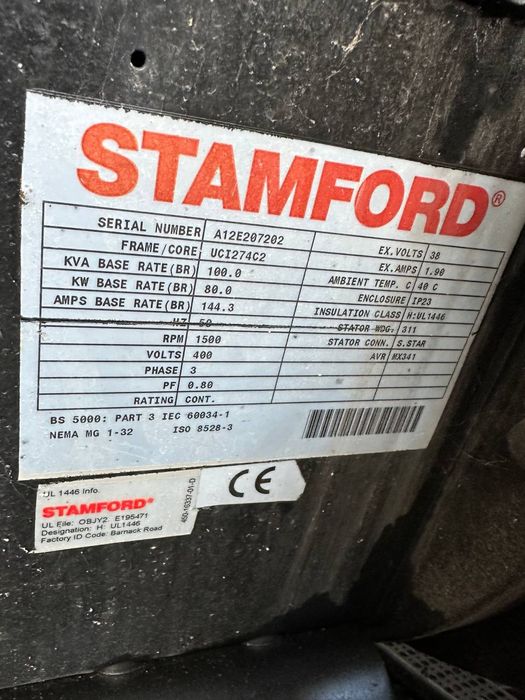 STAMFORD®
SERIAL NUMBER A12E207202
FRAME/CORE UCI274C2 EX.VOLTS 38
KVA BASE RATE(BR) 100.0 EX.AMPS 1.90
KW BASE RATE(BR) 80.0 AMBIENT TEMP. C 40 C
AMPS BASE RATE(BR) 144.3 ENCLOSURE IP23
HZ 50 INSULATION CLASS H:UL1446
RPM 1500 STATOR WDG. 311
VOLTS 400 STATOR CONN. S.STAR
PHASE 3 AVR MX341
PF 0.80
RATING CONT.
BS 5000: PART 3 IEC 60034-1
NEMA MG 1-32 ISO 8528-3
UL 1446 Info.
STAMFORD®
UL File: OBJY2. E195471
Designation: H: UL1446
Factory ID Code: Barnack Road
450-16337-01-D
CE